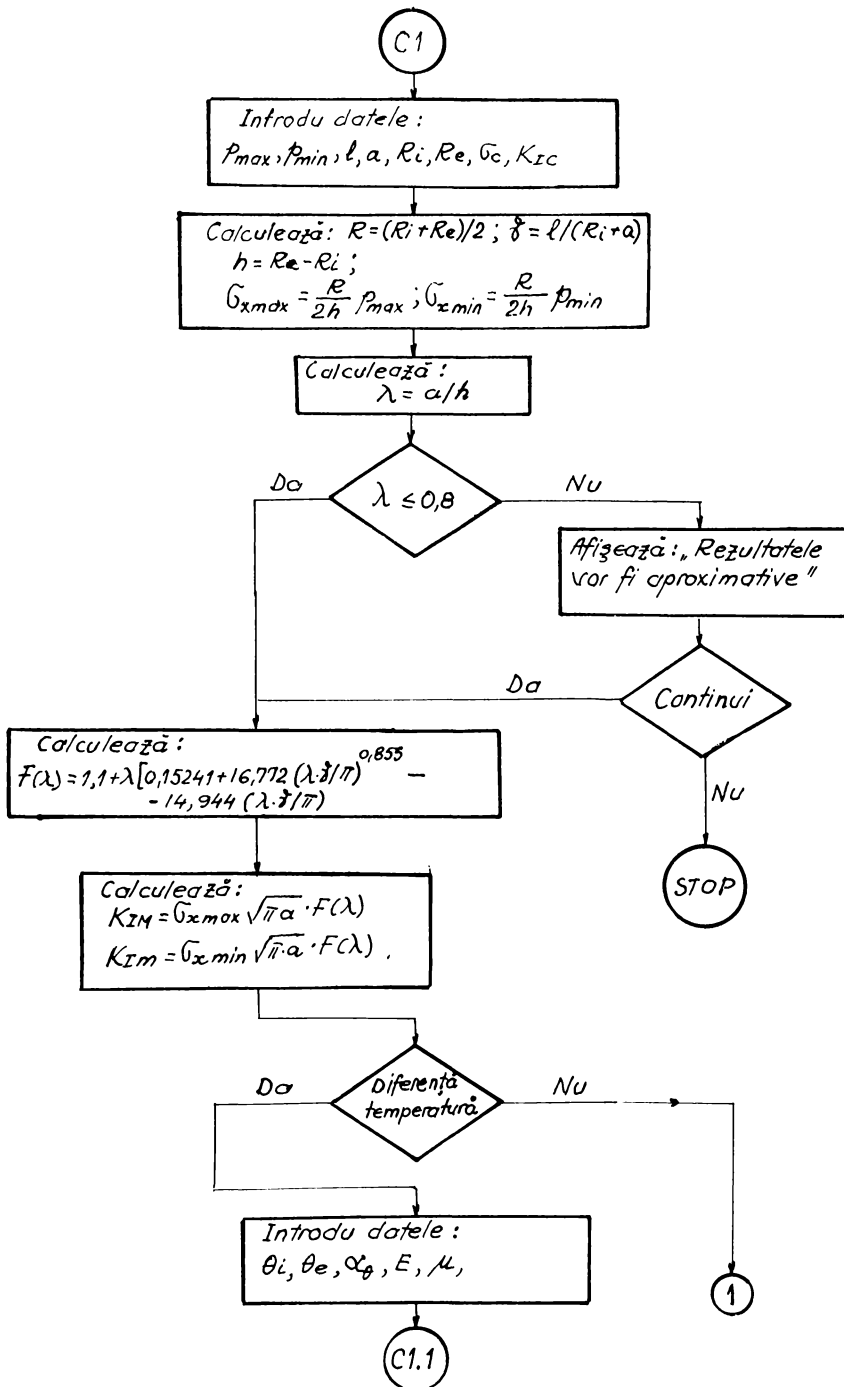 C1
Introdu datele :
Pmax, Pmin, l, a, Ri, Re, σc, KIC
Calculează: R=(Ri+Re)/2 ; γ=l/(Ri+a)
h=Re-Ri ;
σxmax = R/2h Pmax ; σxmin = R/2h Pmin
Calculează :
λ = a/h
Da
λ ≤ 0,8
Nu
Afișează : „Rezultatele
vor fi aproximative"
Da
Continui
Calculează :
F(λ) = 1,1+λ[0,15241+16,772 (λ·γ/π)^0,855 —
-14,944 (λ·γ/π)
Nu
STOP
Calculează:
KIM = σxmax √πa · F(λ)
KIm = σxmin √π·a · F(λ) .
Da
Diferență
temperatură
Nu
Introdu datele :
θi, θe, αθ, E, μ,
1
C1.1